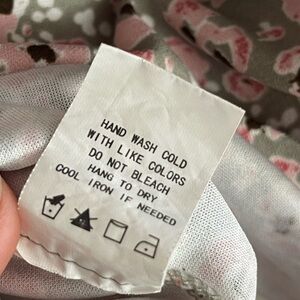 HAND WASH COLD
WITH LIKE COLORS
DO NOT BLEACH
HANG TO DRY
COOL IRON IF NEEDED